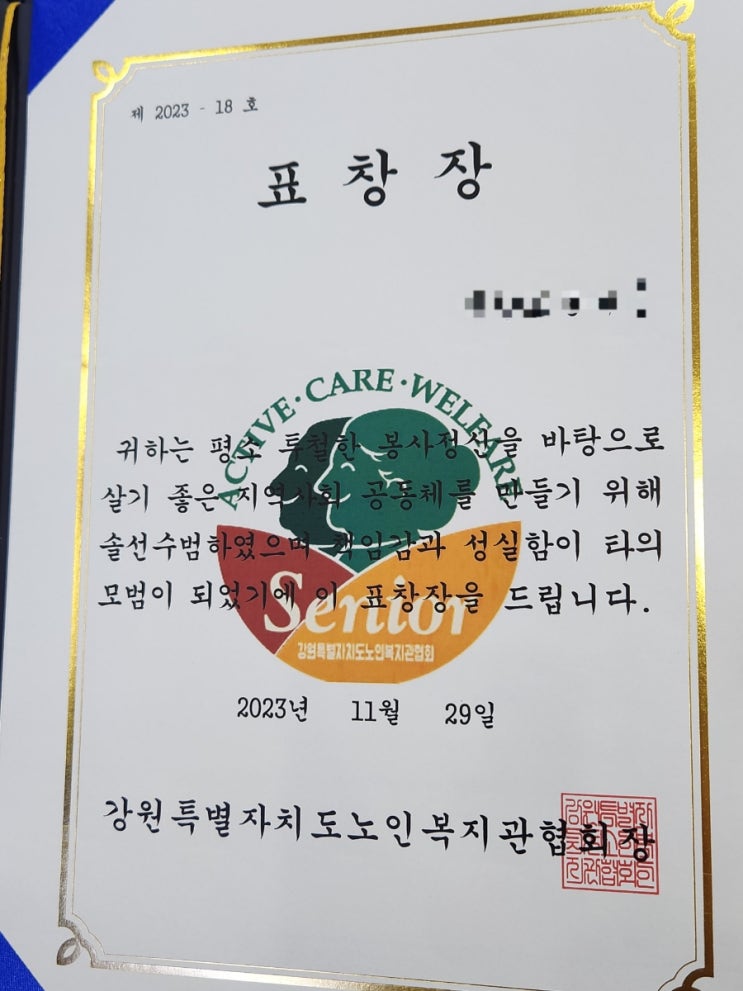 제 2023 - 18 호
표 창 장
ACTIVE·CARE·WELFARE
귀하는 평소 투철한 봉사정신을 바탕으로
살기 좋은 지역사회 공동체를 만들기 위해
솔선수범하였으며 책임감과 성실함이 타의
모범이 되었기에 이 표창장을 드립니다.
Senior
강원특별자치도노인복지관협회
2023년 11월 29일
강원특별자치도노인복지관협회장